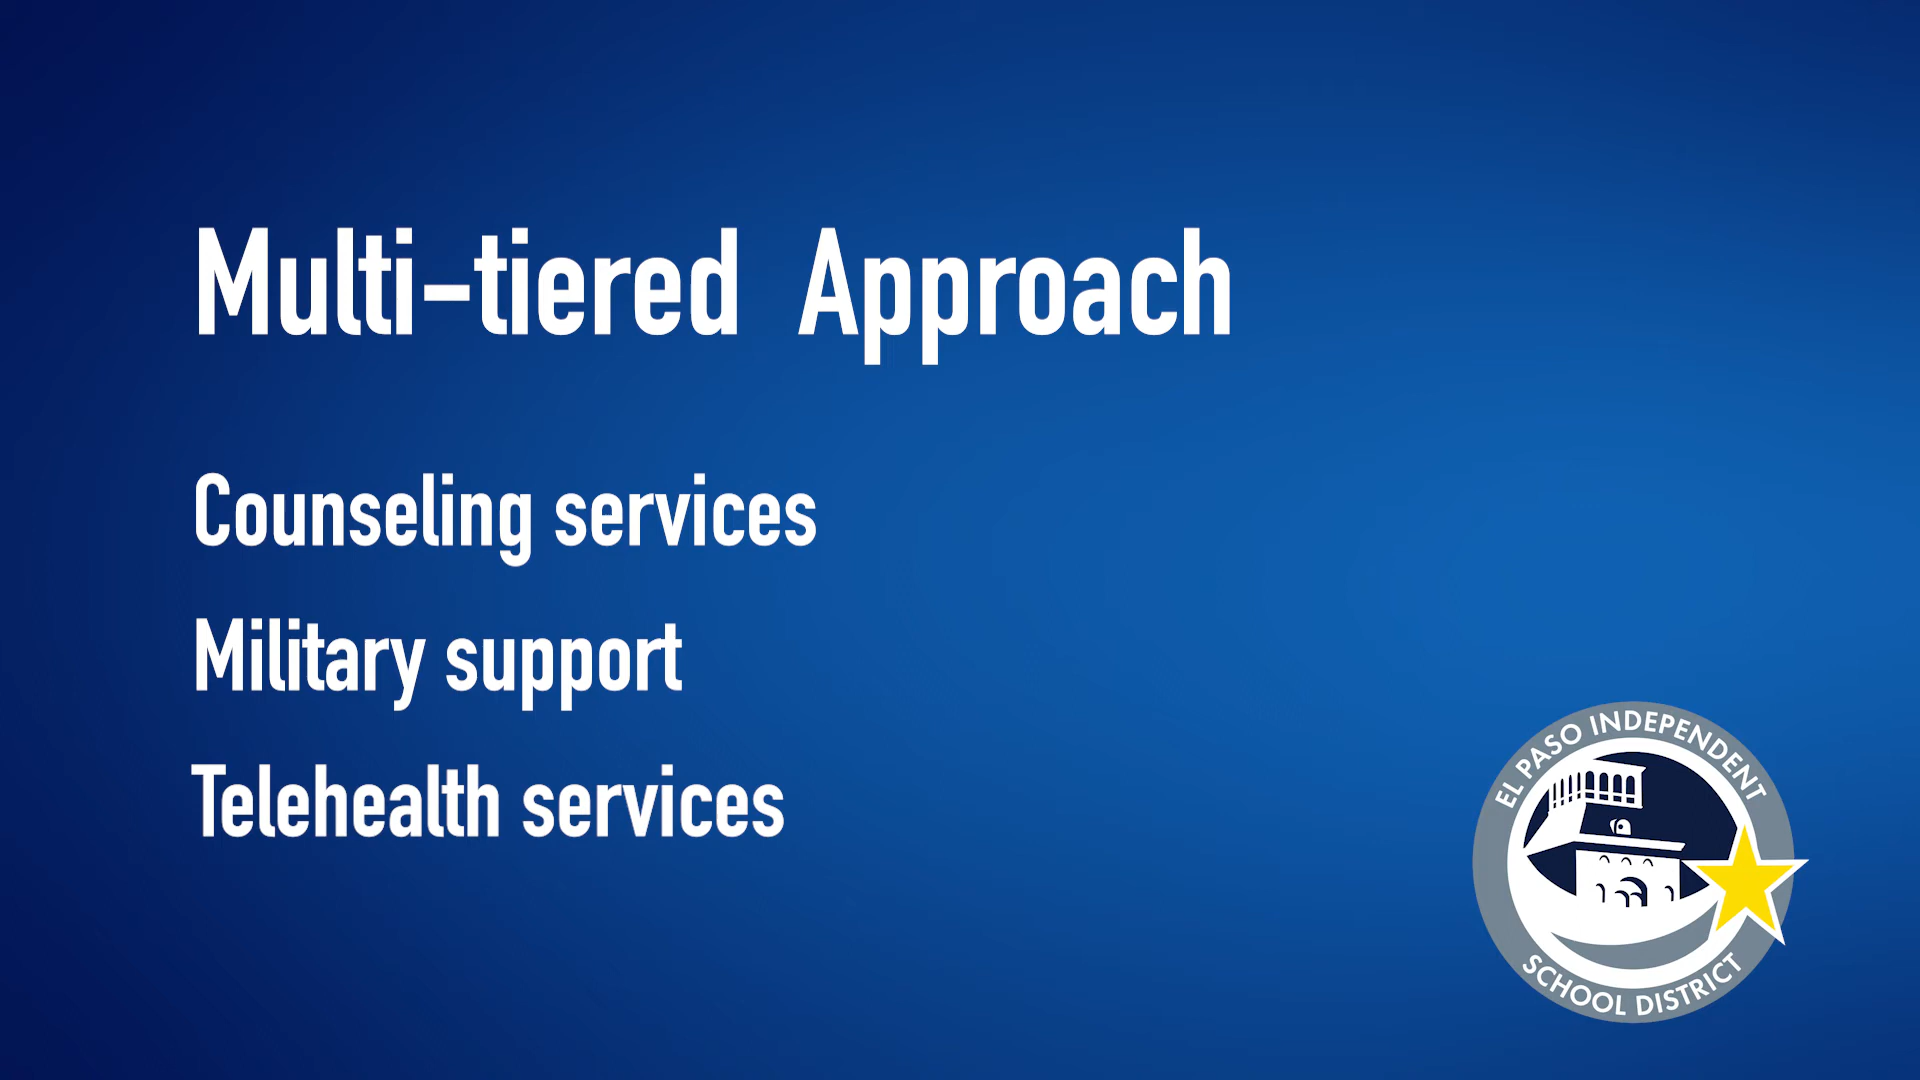 Multi-tiered Approach
Counseling services
Military support
Telehealth services
EL PASO INDEPENDENT
SCHOOL DISTRICT